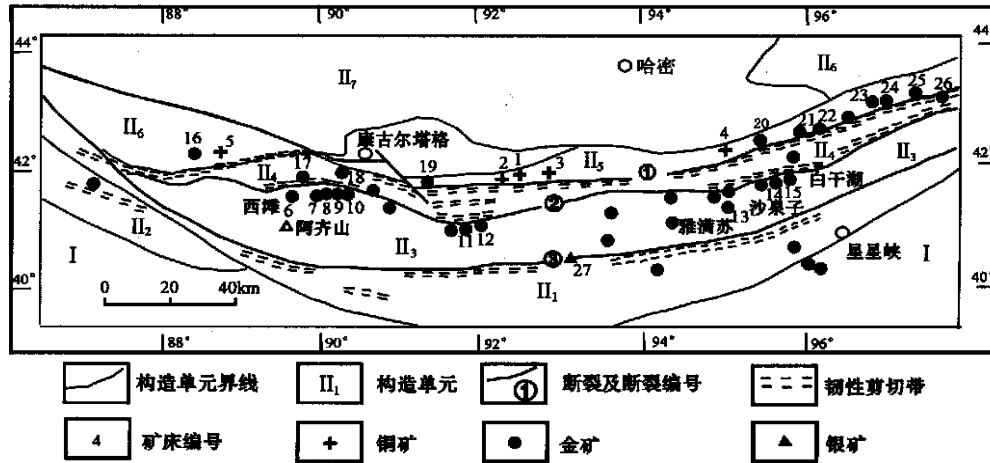 88° 90° 92° 94° 96°
44° 44°
II₆
哈密
II₇
25 26
24
23
II₆ 16 5
康古尔塔格
20 21 22
4
42° 42°
17 II₄ 18 19 2 1 3 II₅ ① II₄ II₃
白干湖
西滩 6 7 8 9 10 ② 15
14
沙泉子
13
II₂ 阿齐山 11 12 雅满苏
I II₃ ③ 27 星星峡 I
40° 40°
II₁
0 20 40km
88° 90° 92° 94° 96°
构造单元界线 II₁ 构造单元 ① 断裂及断裂编号 韧性剪切带
4 矿床编号 铜矿 金矿 银矿